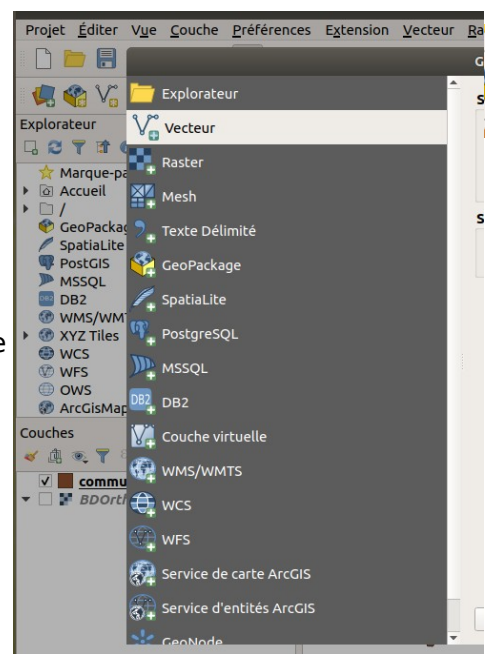 Projet Éditer Vue Couche Préférences Extension Vecteur
Explorateur
Marque-pa
Accueil
/
GeoPackag
SpatiaLite
PostGIS
MSSQL
DB2
WMS/WM
XYZ Tiles
WCS
WFS
OWS
ArcGisMap
Couches
commu
BDOrth
e
Explorateur
Vecteur
Raster
Mesh
Texte Délimité
GeoPackage
SpatiaLite
PostgreSQL
MSSQL
DB2
Couche virtuelle
WMS/WMTS
WCS
WFS
Service de carte ArcGIS
Service d'entités ArcGIS
GeoNode